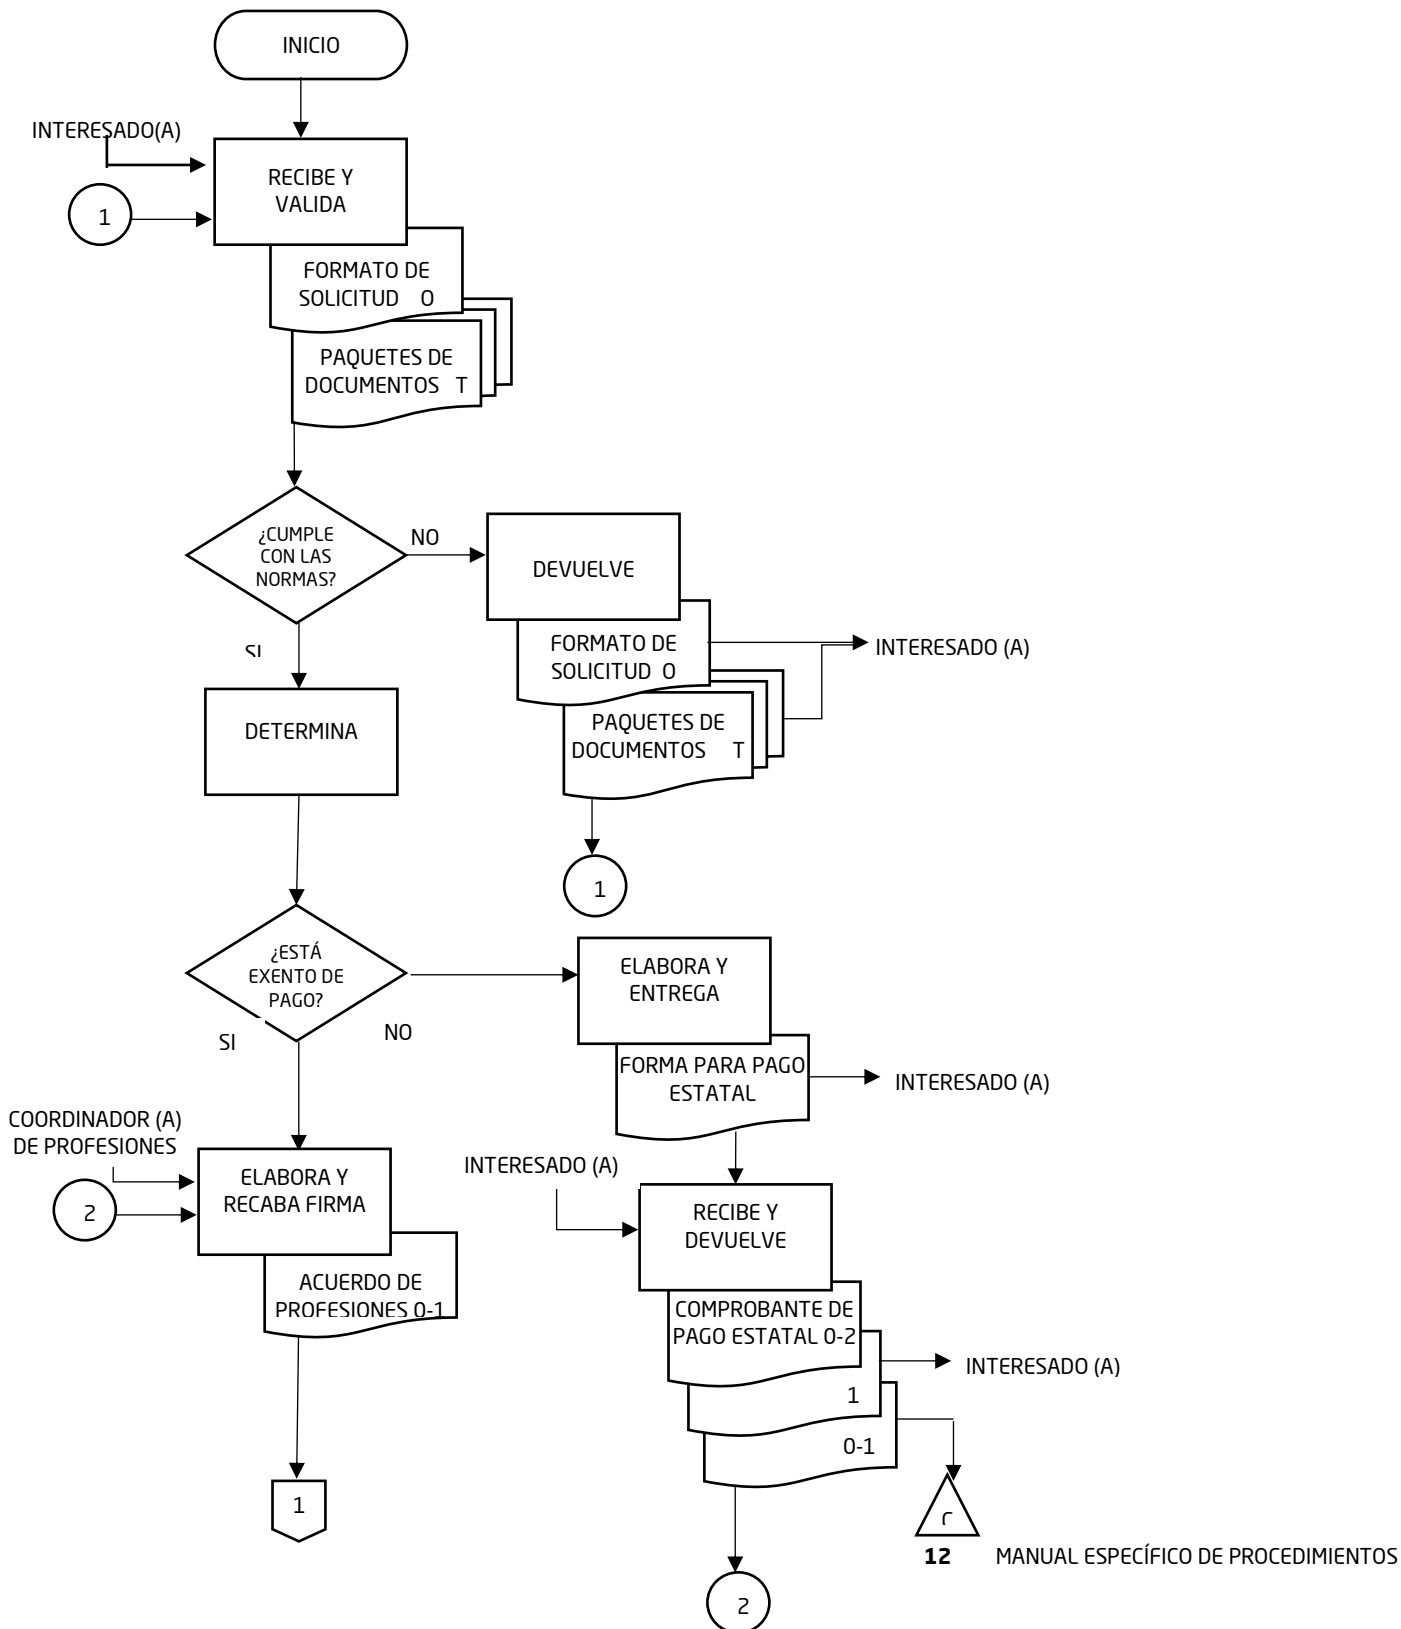 INICIO
INTERESADO(A)
RECIBE Y
VALIDA
1
FORMATO DE
SOLICITUD O
PAQUETES DE
DOCUMENTOS T
¿CUMPLE
CON LAS
NORMAS?
NO
DEVUELVE
FORMATO DE
SOLICITUD O
INTERESADO (A)
SI
DETERMINA
PAQUETES DE
DOCUMENTOS T
1
¿ESTÁ
EXENTO DE
PAGO?
SI
NO
ELABORA Y
ENTREGA
FORMA PARA PAGO
ESTATAL
INTERESADO (A)
COORDINADOR (A)
DE PROFESIONES
ELABORA Y
RECABA FIRMA
2
INTERESADO (A)
RECIBE Y
DEVUELVE
ACUERDO DE
PROFESIONES O-1
COMPROBANTE DE
PAGO ESTATAL O-2
INTERESADO (A)
1
O-1
1
12 MANUAL ESPECÍFICO DE PROCEDIMIENTOS
2